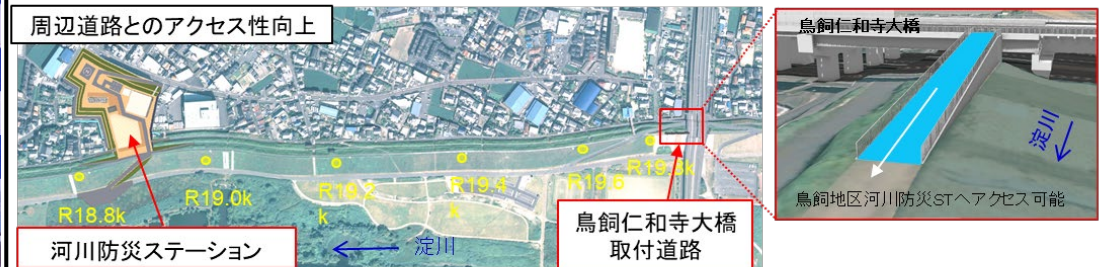 周辺道路とのアクセス性向上
R18.8k
R19.0k
R19.2
k
R19.4
k
R19.6
R19.8k
河川防災ステーション
淀川
鳥飼仁和寺大橋
取付道路
鳥飼仁和寺大橋
淀川
鳥飼地区河川防災STへアクセス可能